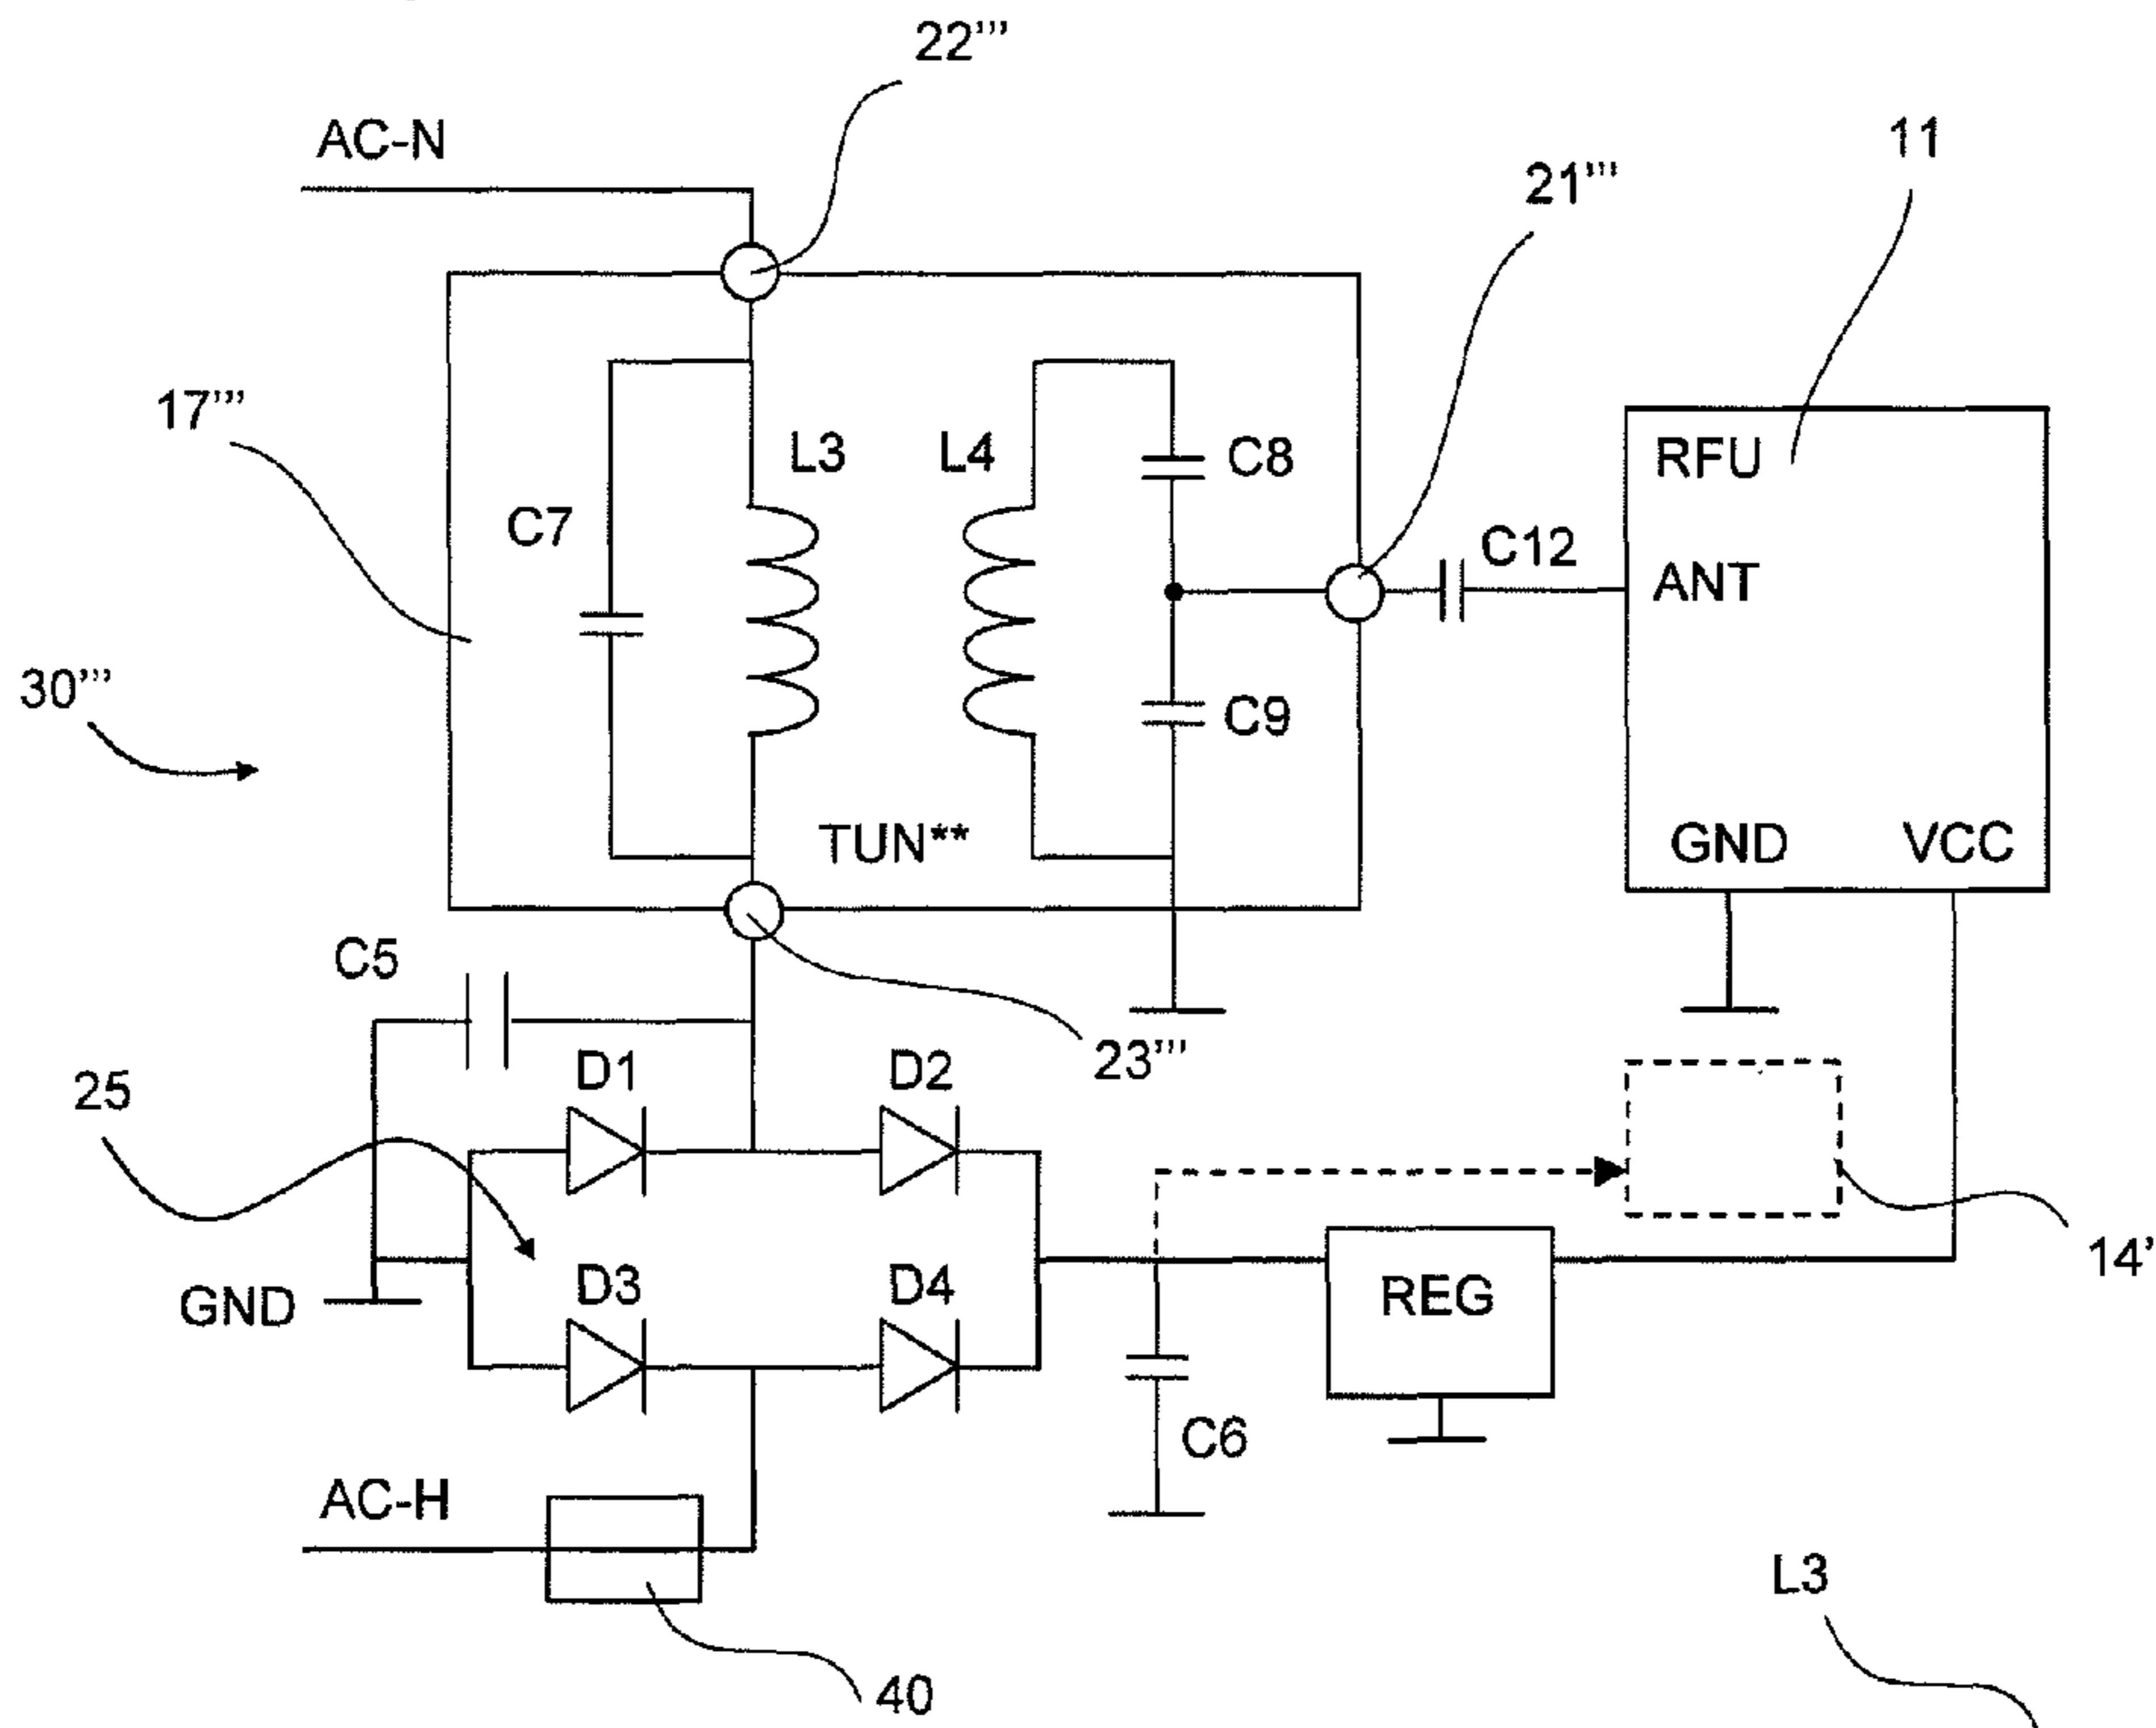 22’’’
AC-N
11
21’’’
17’’’’
L3
L4
C8
RFU
C7
C12
ANT
30’’’
C9
TUN**
GND
VCC
C5
23’’’
D1
D2
25
14’
GND
D3
D4
REG
C6
AC-H
L3
40